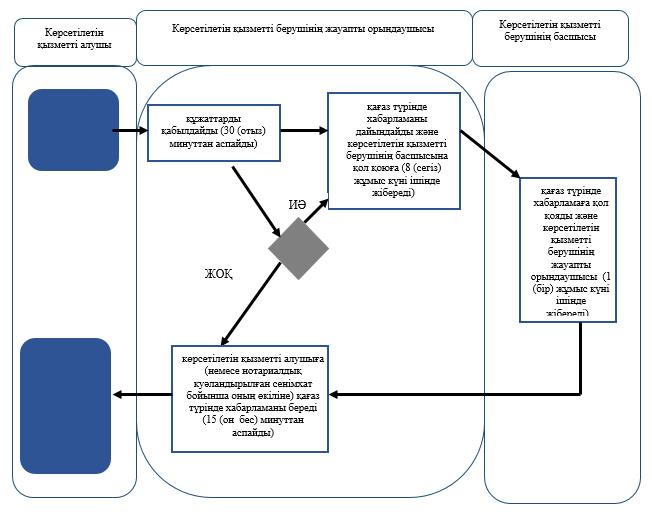 Көрсетілетін
қызметті алушы
Көрсетілетін қызметті берушінің жауапты орындаушысы
Көрсетілетін қызметті
берушінің басшысы
құжаттарды
қабылдайды (30 (отыз)
минуттан аспайды)
қағаз түрінде
хабарламаны
дайындайды және
көрсетілетін қызметті
берушінің басшысына
қол қоюға (8 (сегіз)
жұмыс күні ішінде
жібереді)
ИӘ
ЖОҚ
қағаз түрінде
хабарламаға қол
қояды және
көрсетілетін
қызметті
берушінің
жауапты
орындаушысы (1
(бір) жұмыс күні
ішінде
жібереді)
көрсетілетін қызметті алушыға
(немесе нотариалдық
куәландырылған сенімхат
бойынша оның өкіліне) қағаз
түрінде хабарламаны береді
(15 (он бес) минуттан
аспайды)